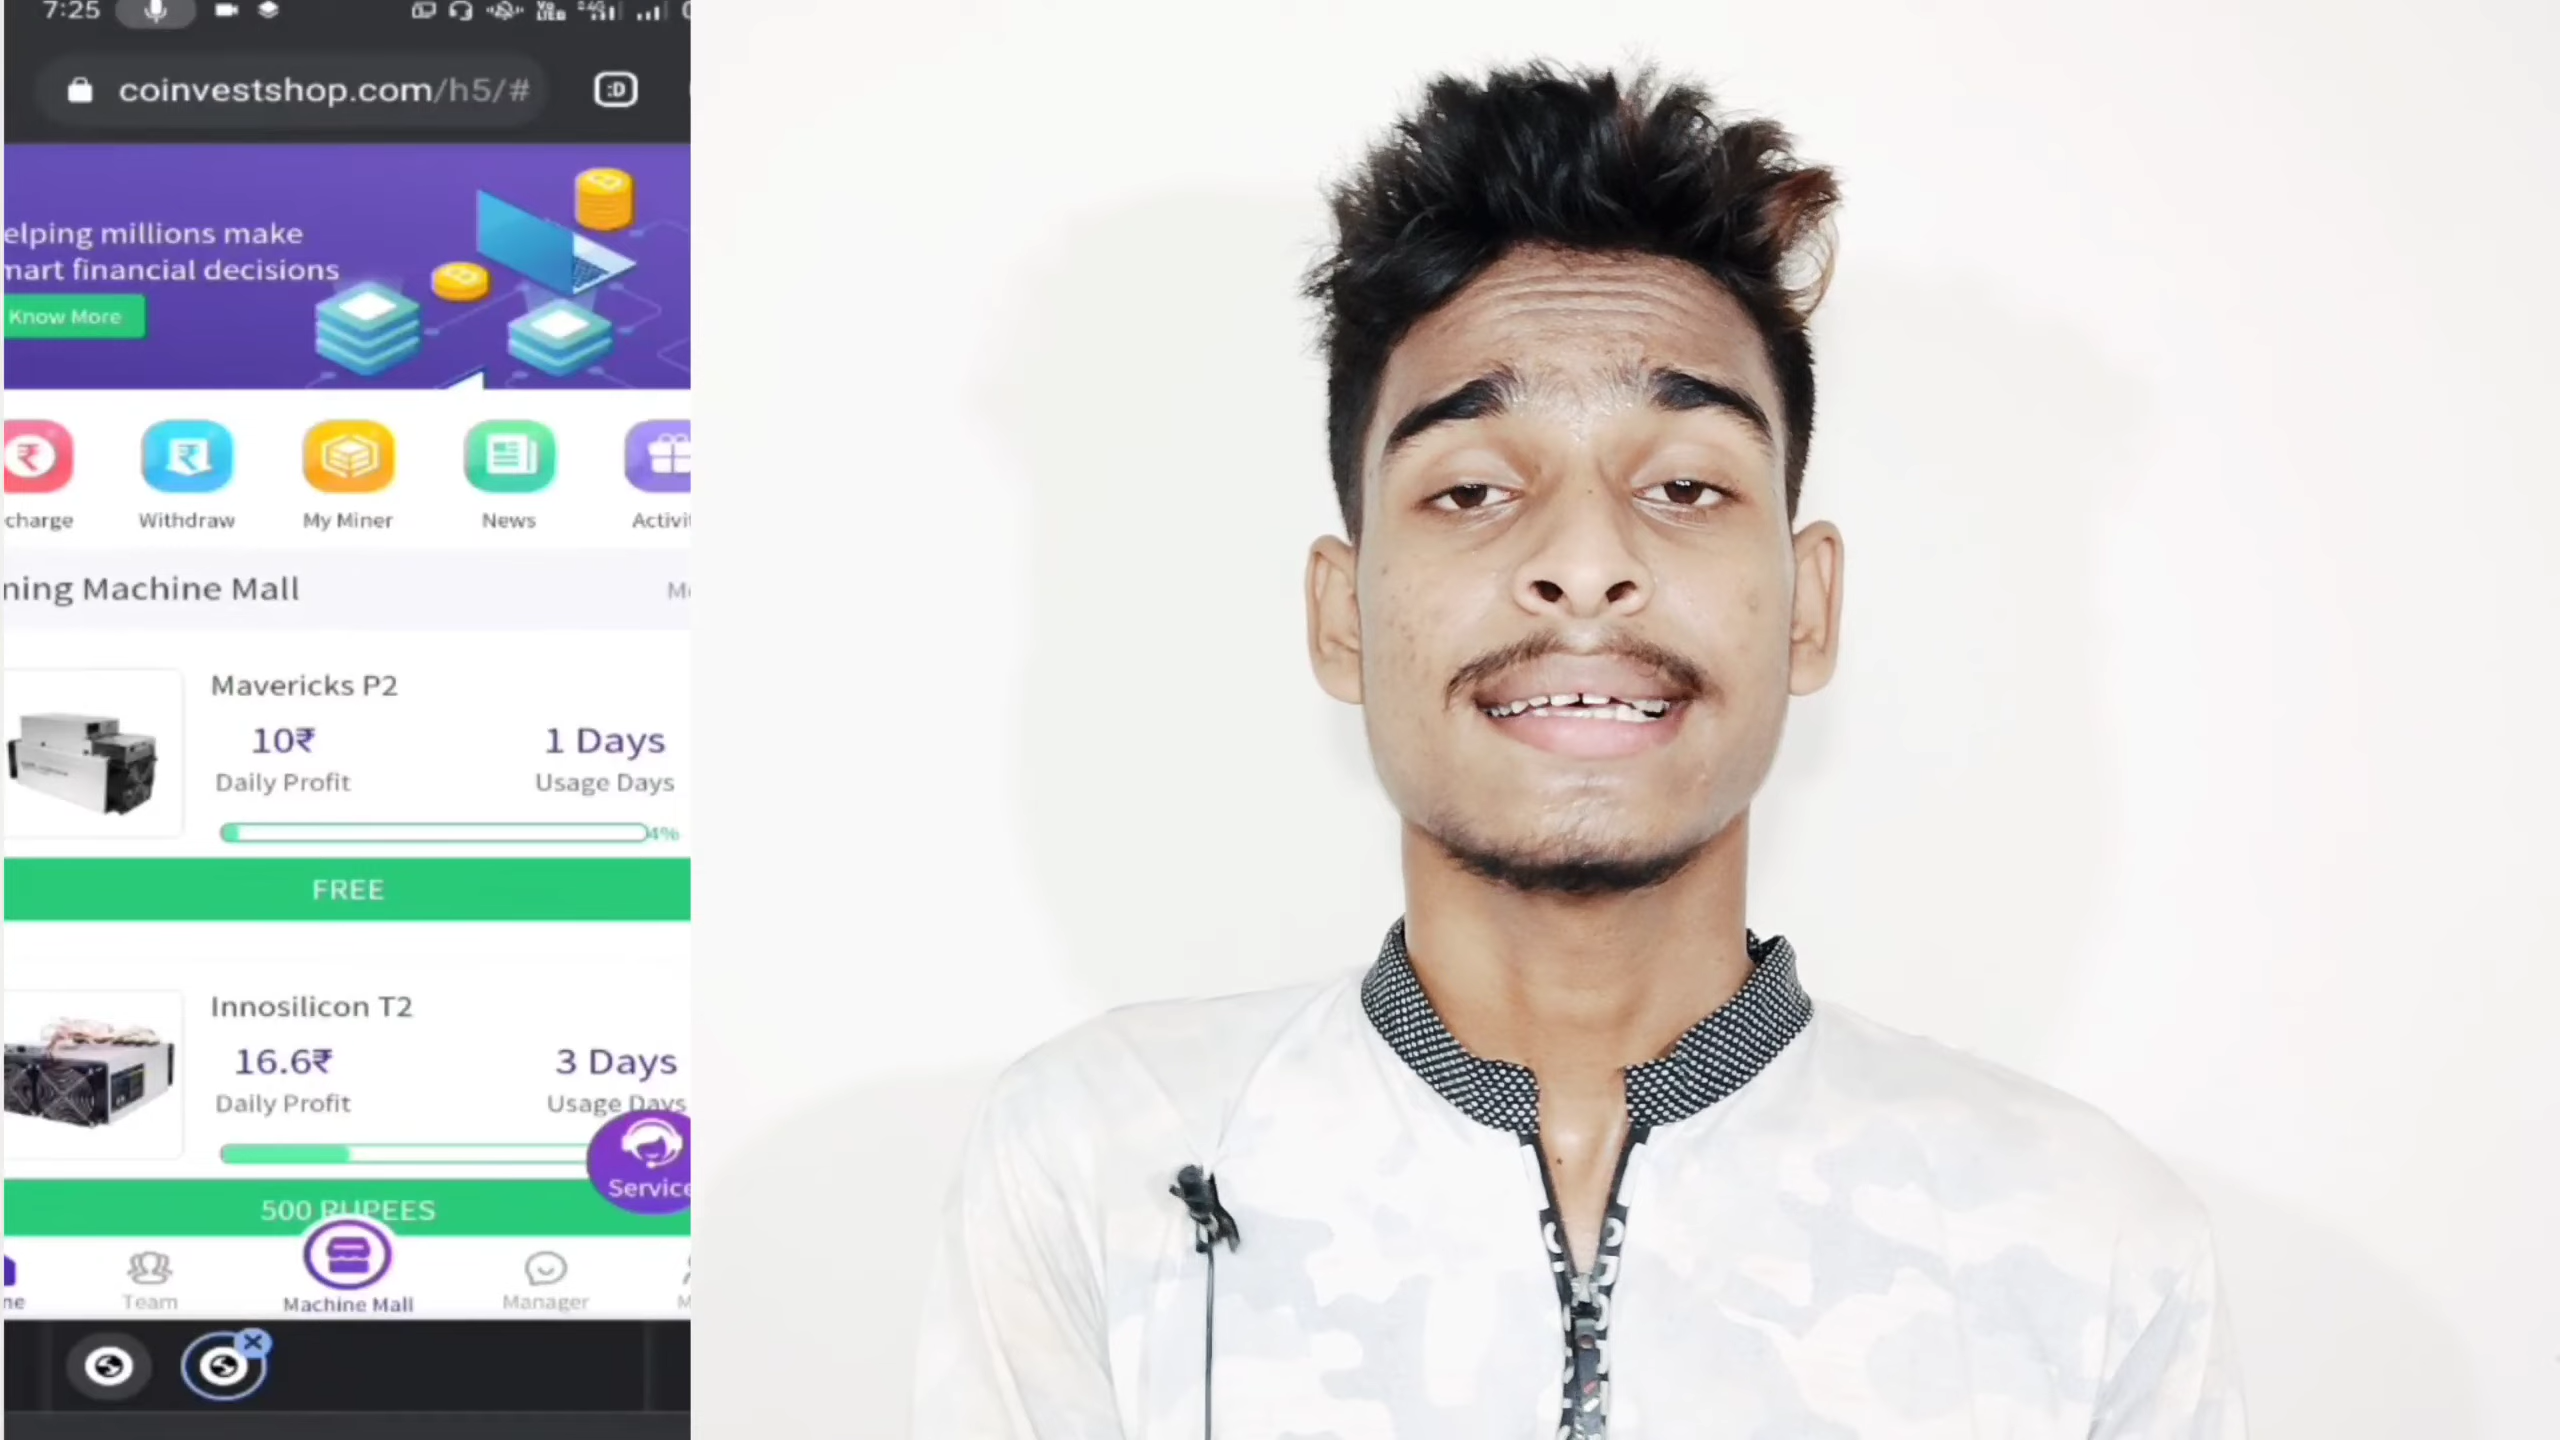 7:25
coinvestshop.com/h5/#
:D
elping millions make
mart financial decisions
Know More
charge
Withdraw
My Miner
News
Activit
ning Machine Mall
Mavericks P2
10₹
1 Days
Daily Profit
Usage Days
4%
FREE
Innosilicon T2
16.6₹
3 Days
Daily Profit
Usage Days
Service
500 RUPEES
Team
Machine Mall
Manager